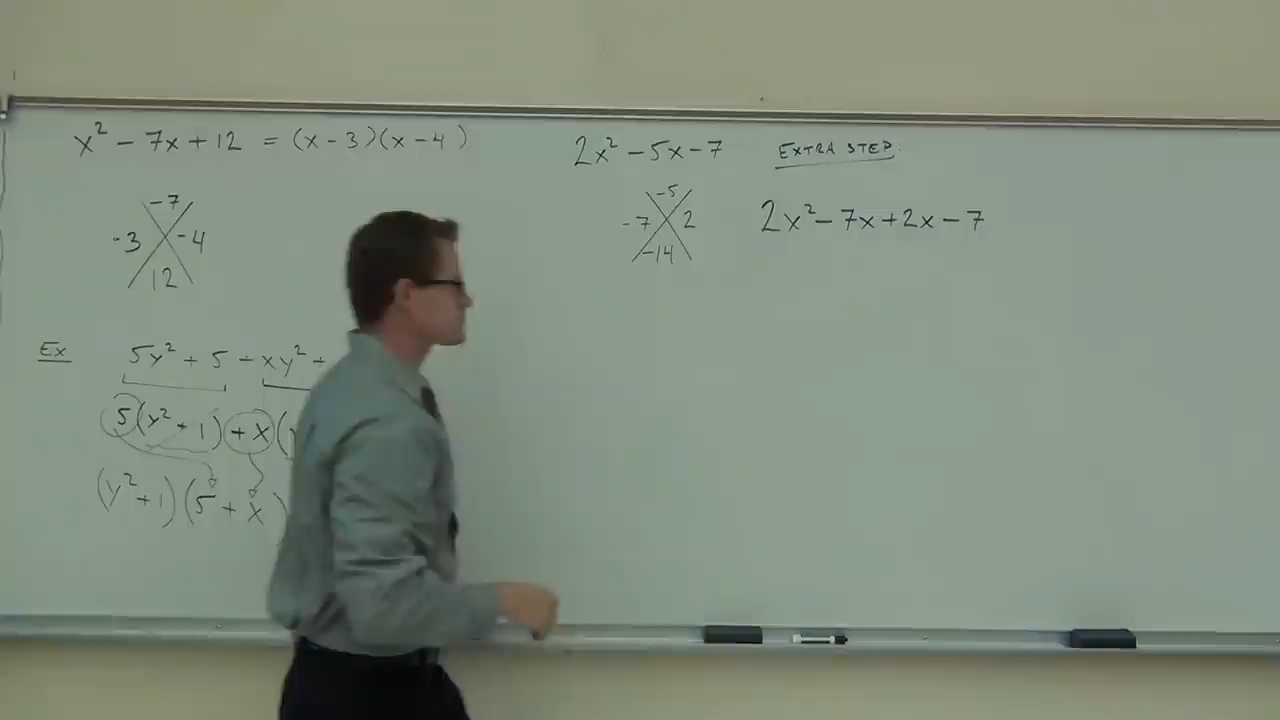 x² − 7x + 12 = (x − 3)(x − 4)
-7
-3 -4
12
Ex 5y² + 5 + xy² +
5(y² + 1) + x(
(y² + 1)(5 + x)
2x² − 5x − 7 EXTRA STEP.
-5
-7 2
-14
2x² − 7x + 2x − 7